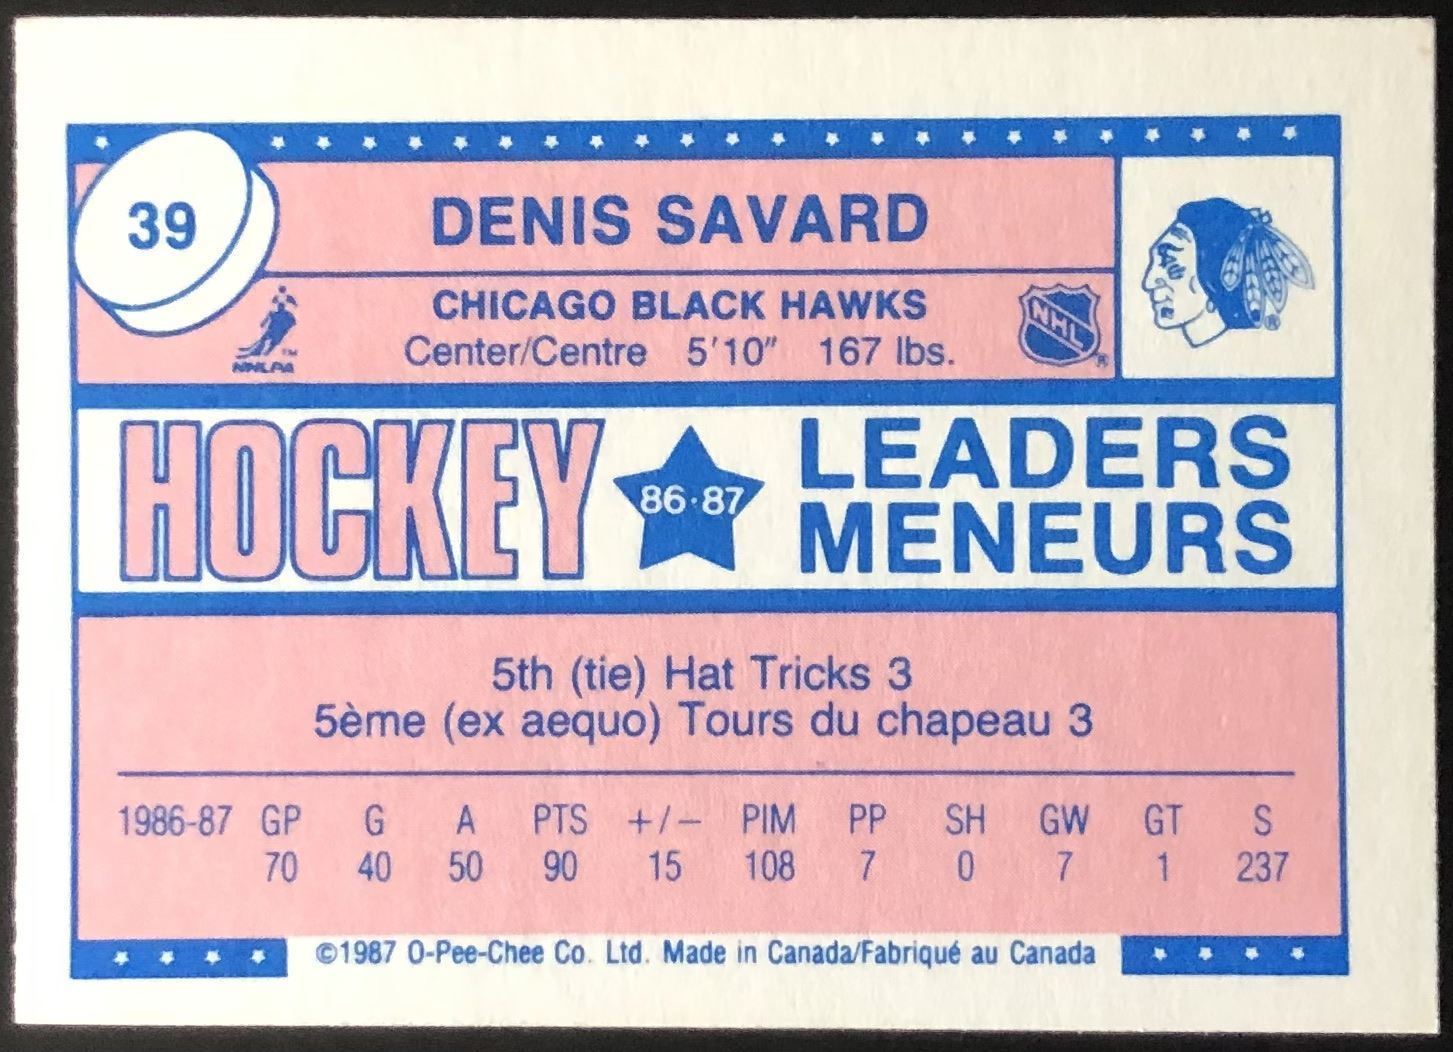 39
DENIS SAVARD
CHICAGO BLACK HAWKS
Center/Centre 5'10" 167 lbs.
NHLPA
TM
NHL
®
®
HOCKEY
86·87
LEADERS
MENEURS
5th (tie) Hat Tricks 3
5ème (ex aequo) Tours du chapeau 3
1986-87 GP G A PTS +/− PIM PP SH GW GT S
70 40 50 90 15 108 7 0 7 1 237
©1987 O-Pee-Chee Co. Ltd. Made in Canada/Fabriqué au Canada